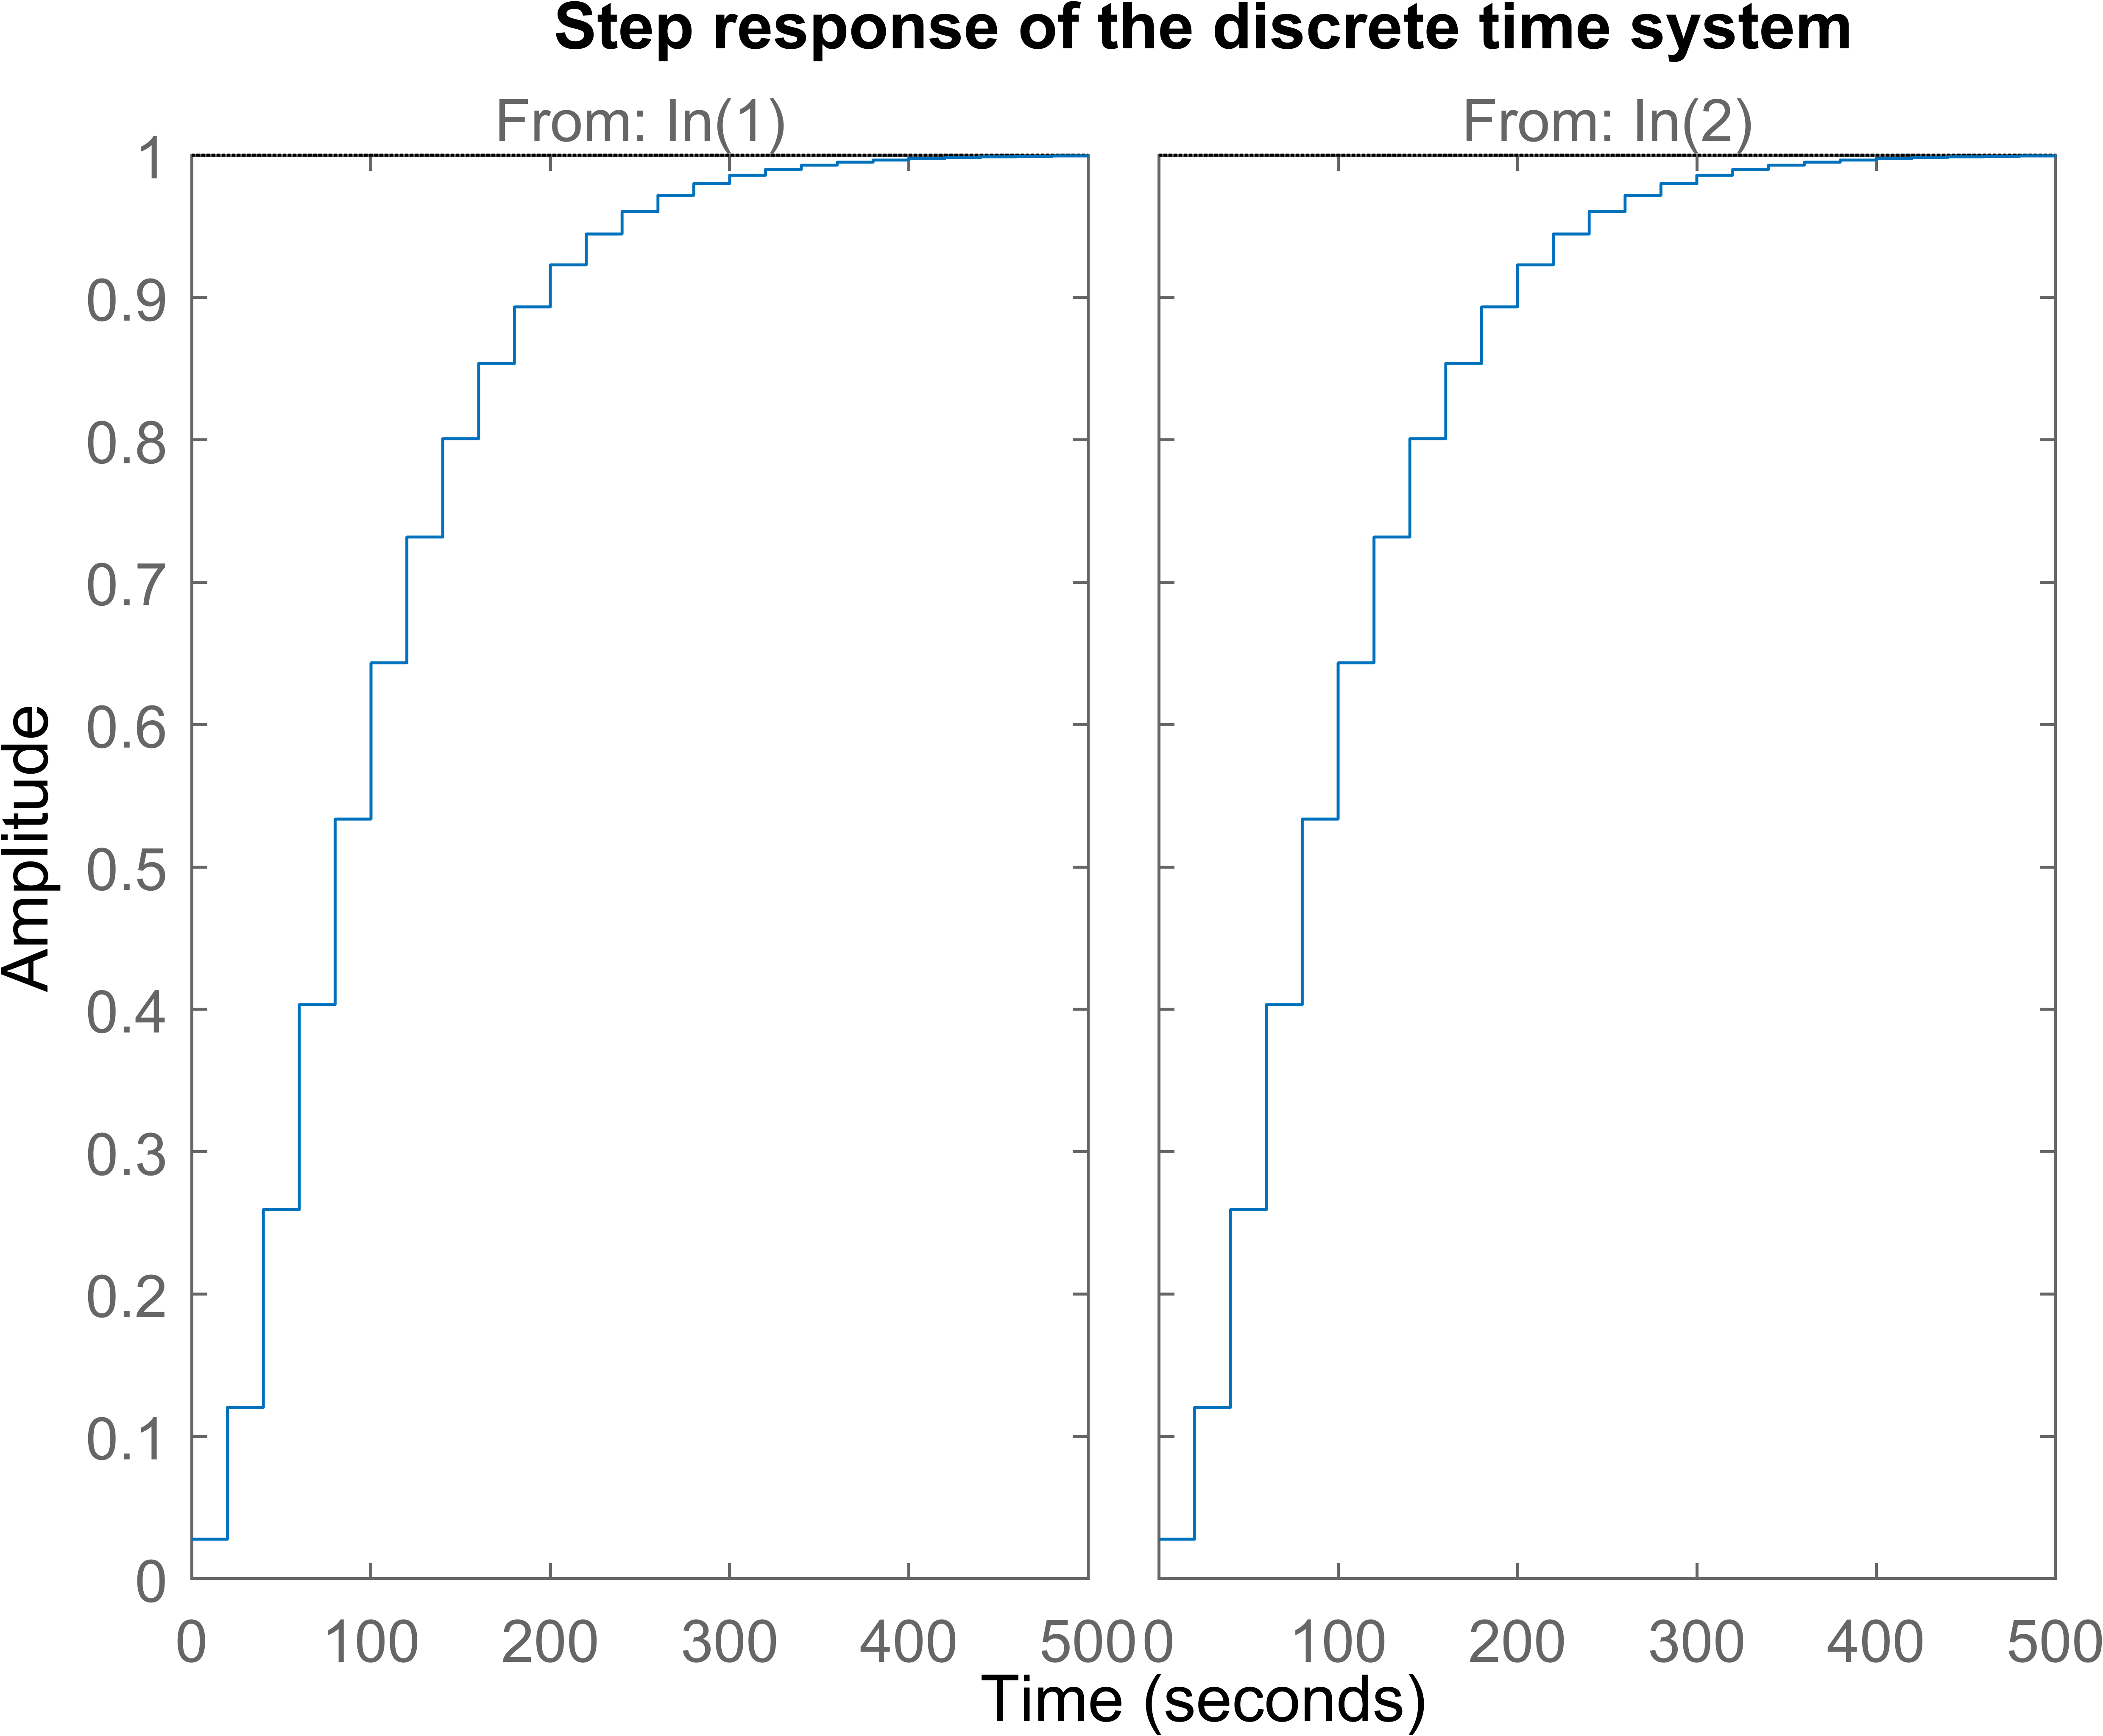 Step response of the discrete time system
From: In(1) From: In(2)
1
0.9
0.8
0.7
0.6
0.5
0.4
0.3
0.2
0.1
0
Amplitude
0 100 200 300 400 500 0 100 200 300 400 500
Time (seconds)